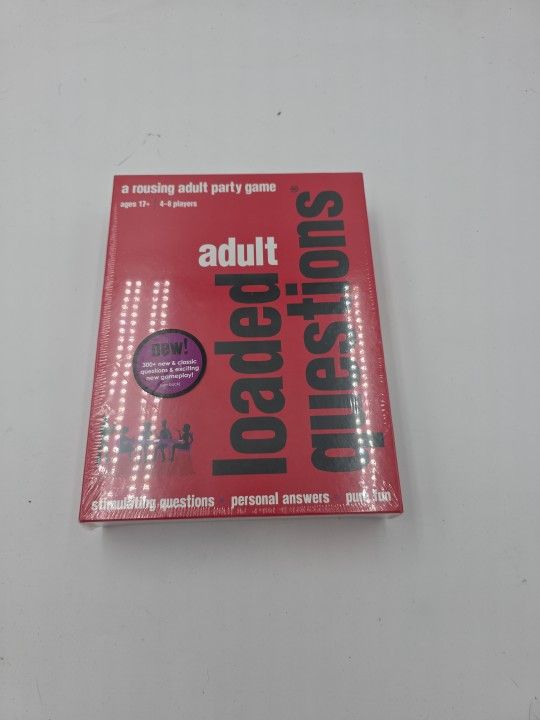 a rousing adult party game
ages 17+ 4-8 players
adult
loaded
questions
®
new!
300+ new & classic
questions & exciting
new gameplay!
stimulating questions personal answers pure fun